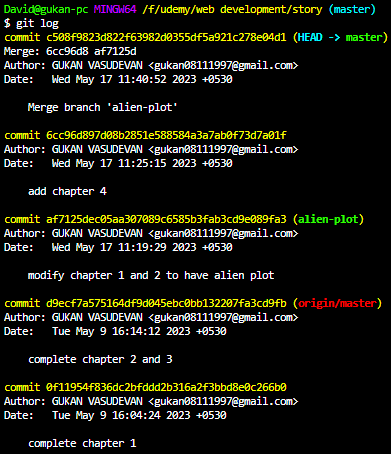 David@gukan-pc MINGW64 /f/udemy/web development/story (master)
$ git log
commit c508f9823d822f63982d0355df5a921c278e04d1 (HEAD -> master)
Merge: 6cc96d8 af7125d
Author: GUKAN VASUDEVAN <gukan08111997@gmail.com>
Date:   Wed May 17 11:40:52 2023 +0530
Merge branch 'alien-plot'
commit 6cc96d897d08b2851e588584a3a7ab0f73d7a01f
Author: GUKAN VASUDEVAN <gukan08111997@gmail.com>
Date:   Wed May 17 11:25:15 2023 +0530
add chapter 4
commit af7125dec05aa307089c6585b3fab3cd9e089fa3 (alien-plot)
Author: GUKAN VASUDEVAN <gukan08111997@gmail.com>
Date:   Wed May 17 11:19:29 2023 +0530
modify chapter 1 and 2 to have alien plot
commit d9ecf7a575164df9d045ebc0bb132207fa3cd9fb (origin/master)
Author: GUKAN VASUDEVAN <gukan08111997@gmail.com>
Date:   Tue May 9 16:14:12 2023 +0530
complete chapter 2 and 3
commit 0f11954f836dc2bfddd2b316a2f3bbd8e0c266b0
Author: GUKAN VASUDEVAN <gukan08111997@gmail.com>
Date:   Tue May 9 16:04:24 2023 +0530
complete chapter 1